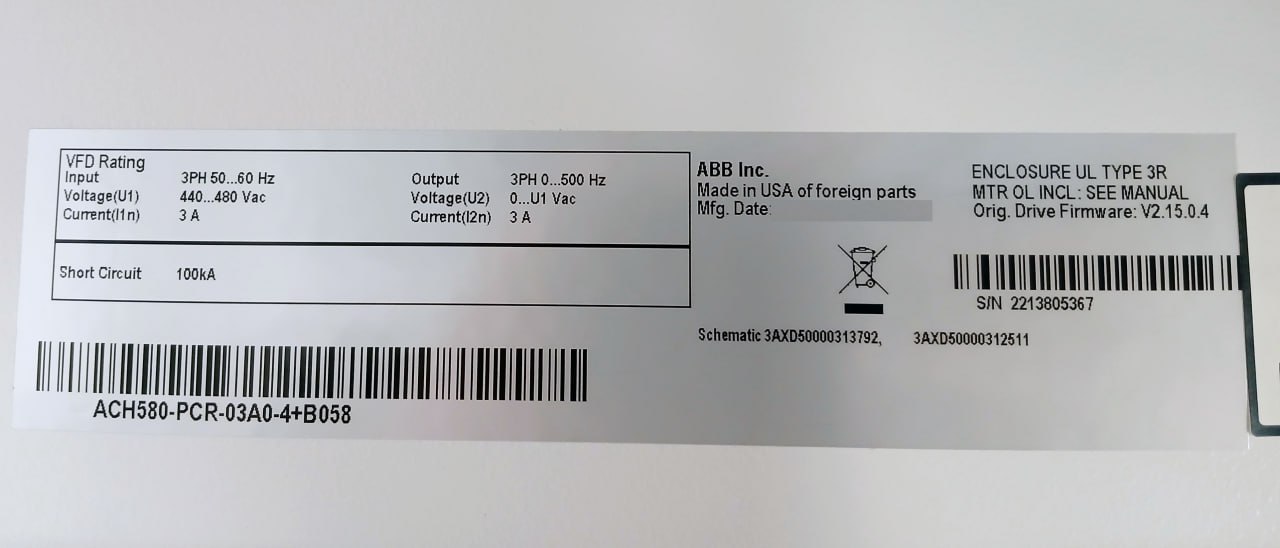 VFD Rating
Input 3PH 50...60 Hz Output 3PH 0...500 Hz
Voltage(U1) 440...480 Vac Voltage(U2) 0...U1 Vac
Current(I1n) 3 A Current(I2n) 3 A
Short Circuit 100kA
ACH580-PCR-03A0-4+B058
ABB Inc.
Made in USA of foreign parts
Mfg. Date:
Schematic 3AXD50000313792, 3AXD50000312511
ENCLOSURE UL TYPE 3R
MTR OL INCL: SEE MANUAL
Orig. Drive Firmware: V2.15.0.4
S/N 2213805367